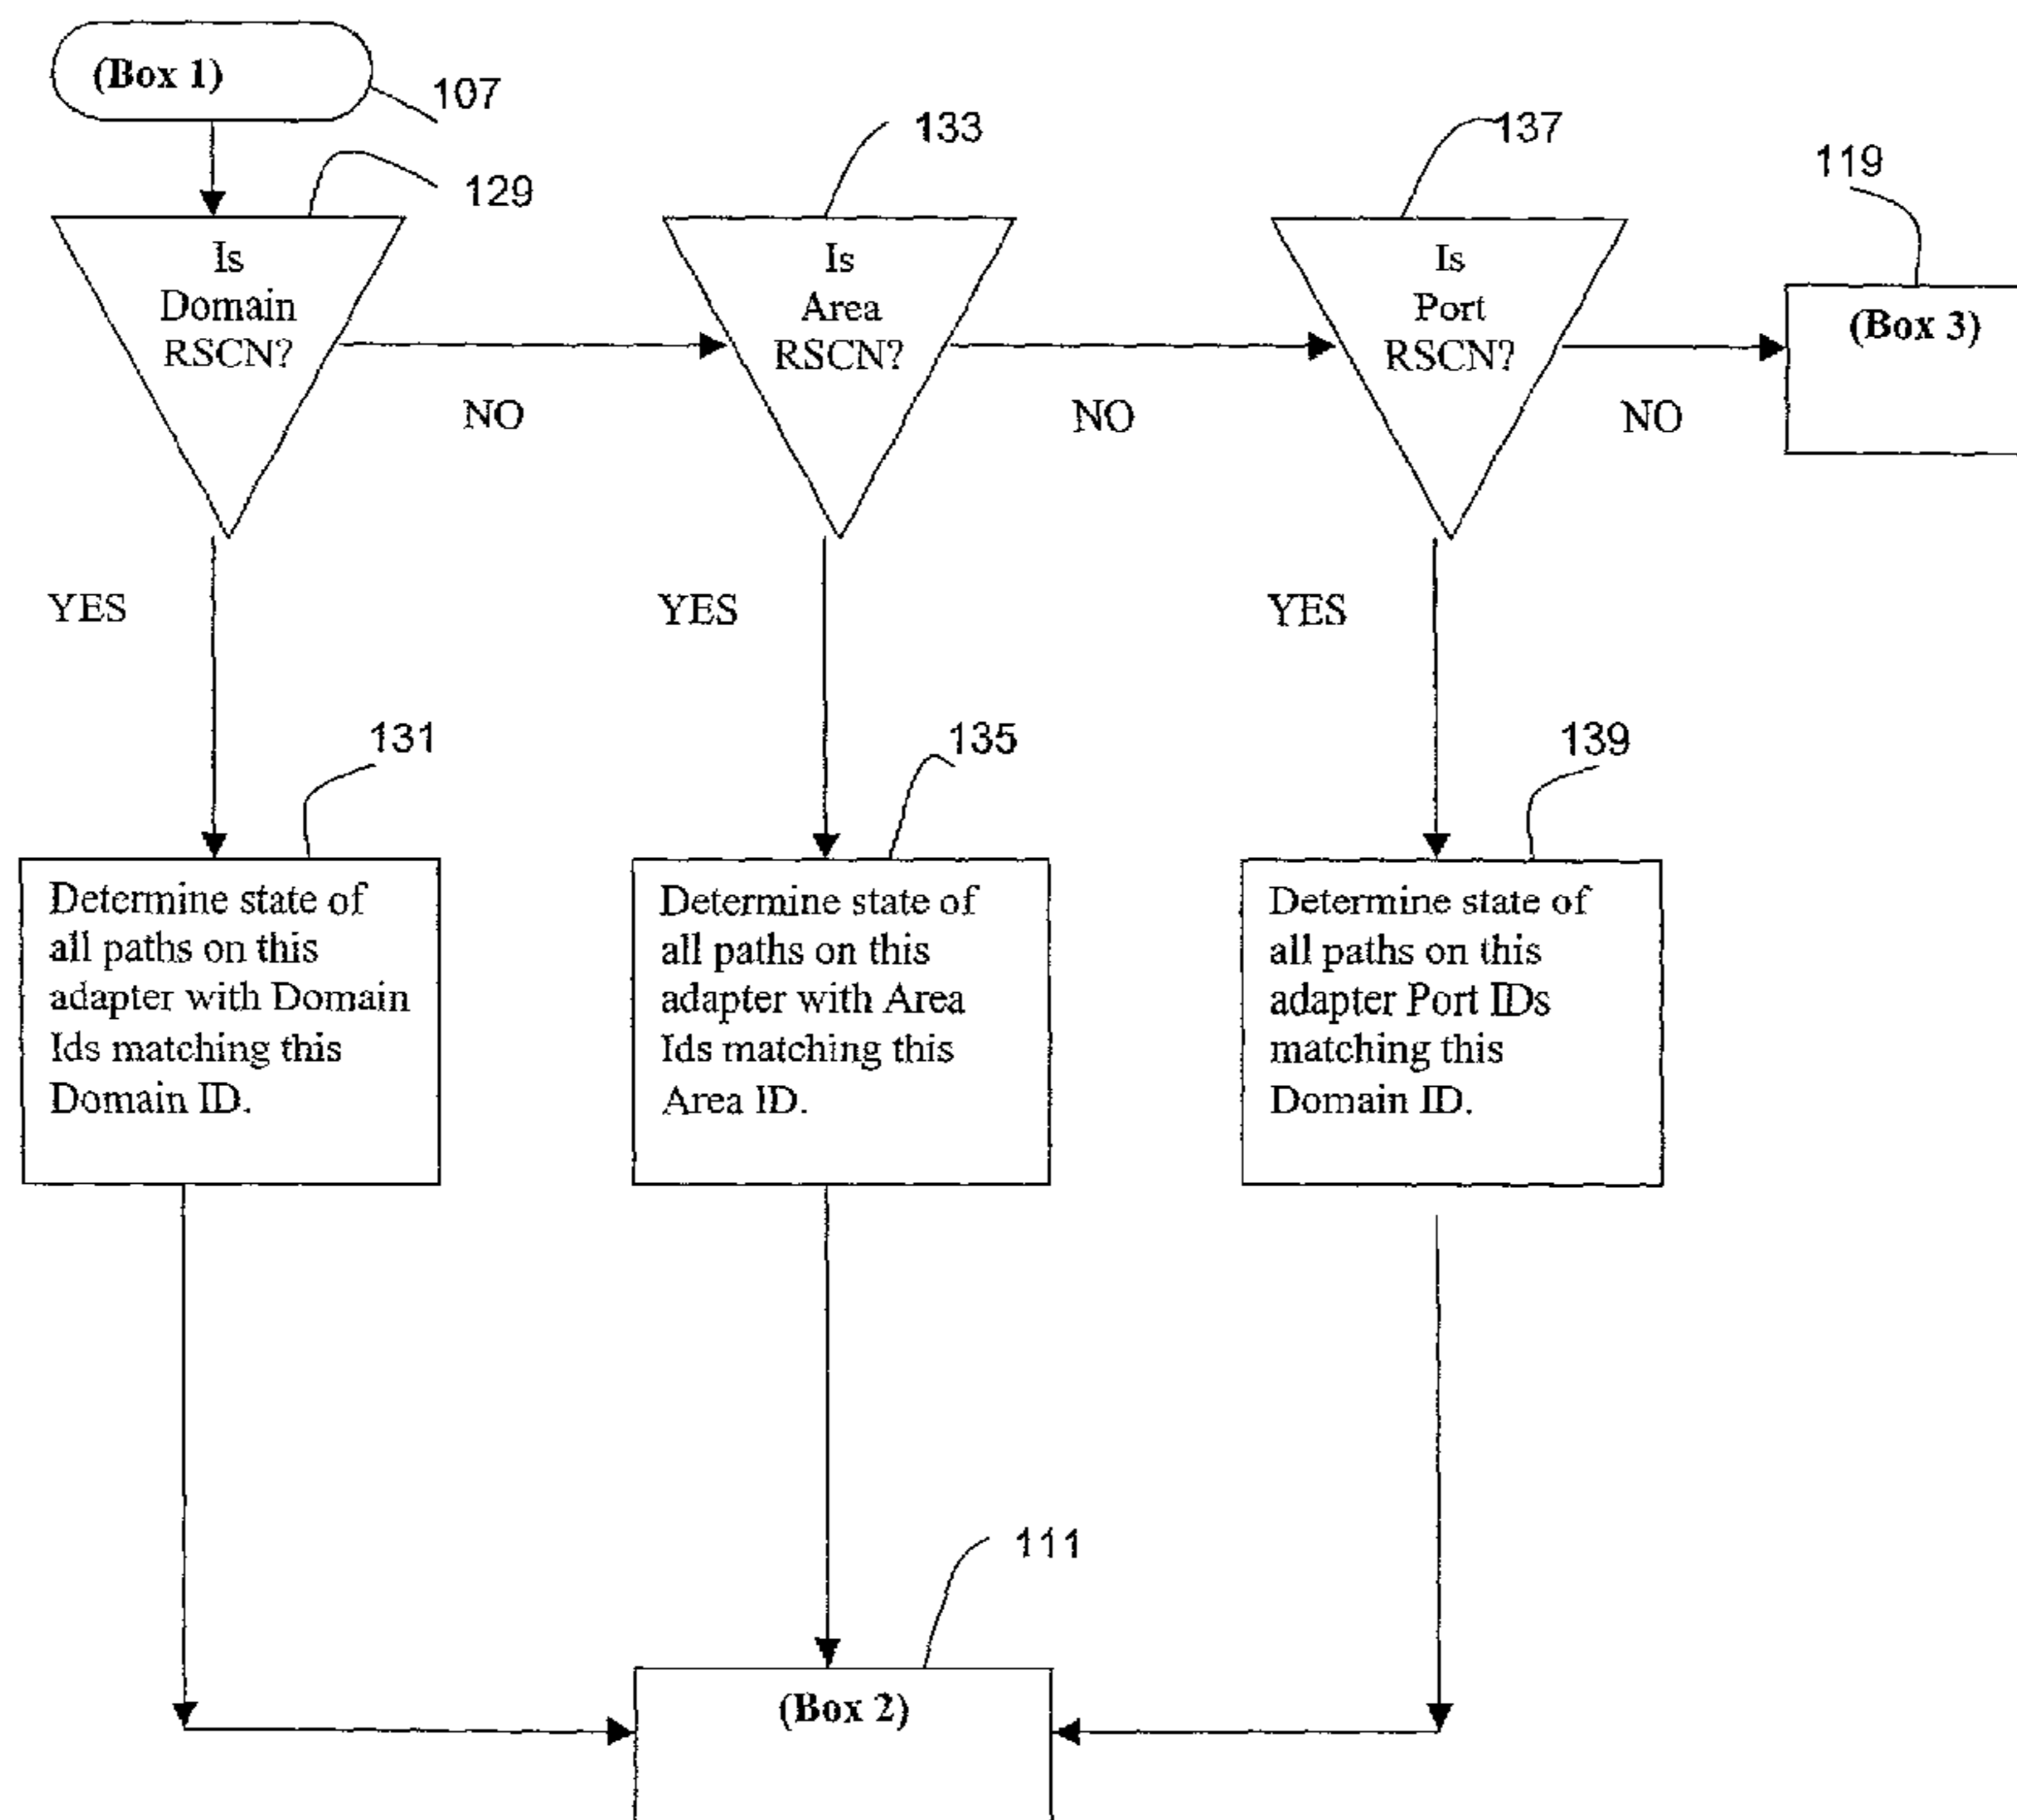 (Box 1)
107
129
133
137
119
Is
Domain
RSCN?
Is
Area
RSCN?
Is
Port
RSCN?
(Box 3)
NO
NO
NO
YES
YES
YES
131
135
139
Determine state of
all paths on this
adapter with Domain
Ids matching this
Domain ID.
Determine state of
all paths on this
adapter with Area
Ids matching this
Area ID.
Determine state of
all paths on this
adapter Port IDs
matching this
Domain ID.
111
(Box 2)